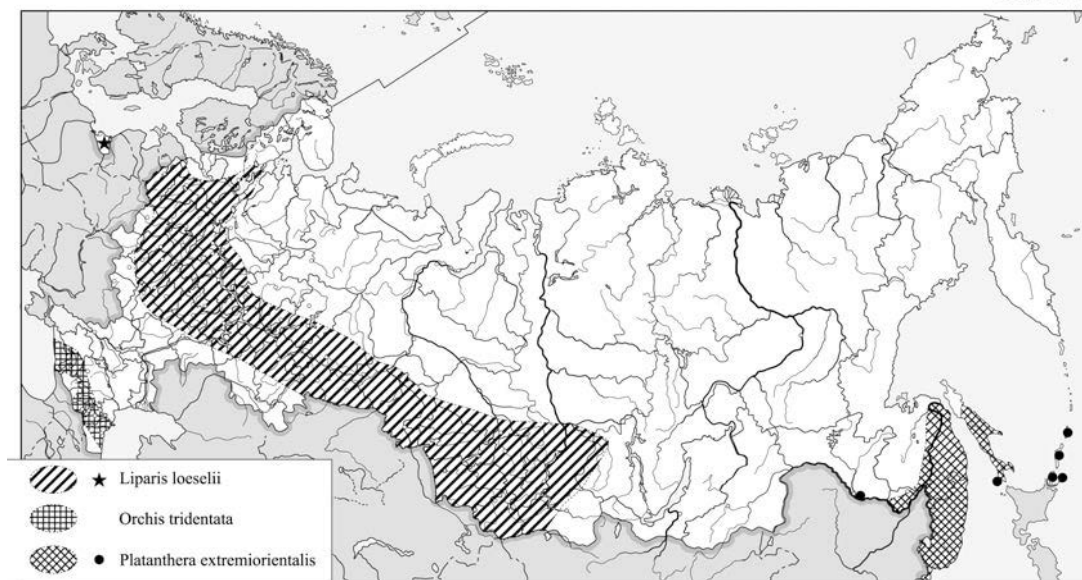 Liparis loeselii
Orchis tridentata
Platanthera extremiorientalis